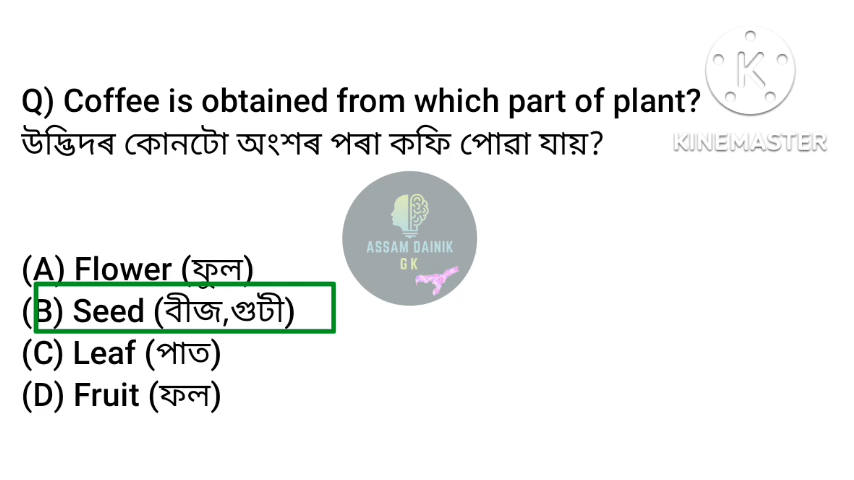 Q) Coffee is obtained from which part of plant?
উদ্ভিদৰ কোনটো অংশৰ পৰা কফি পোৱা যায়?
KINEMASTER
ASSAM DAINIK
GK
(A) Flower (ফুল)
(B) Seed (বীজ,গুটী)
(C) Leaf (পাত)
(D) Fruit (ফল)